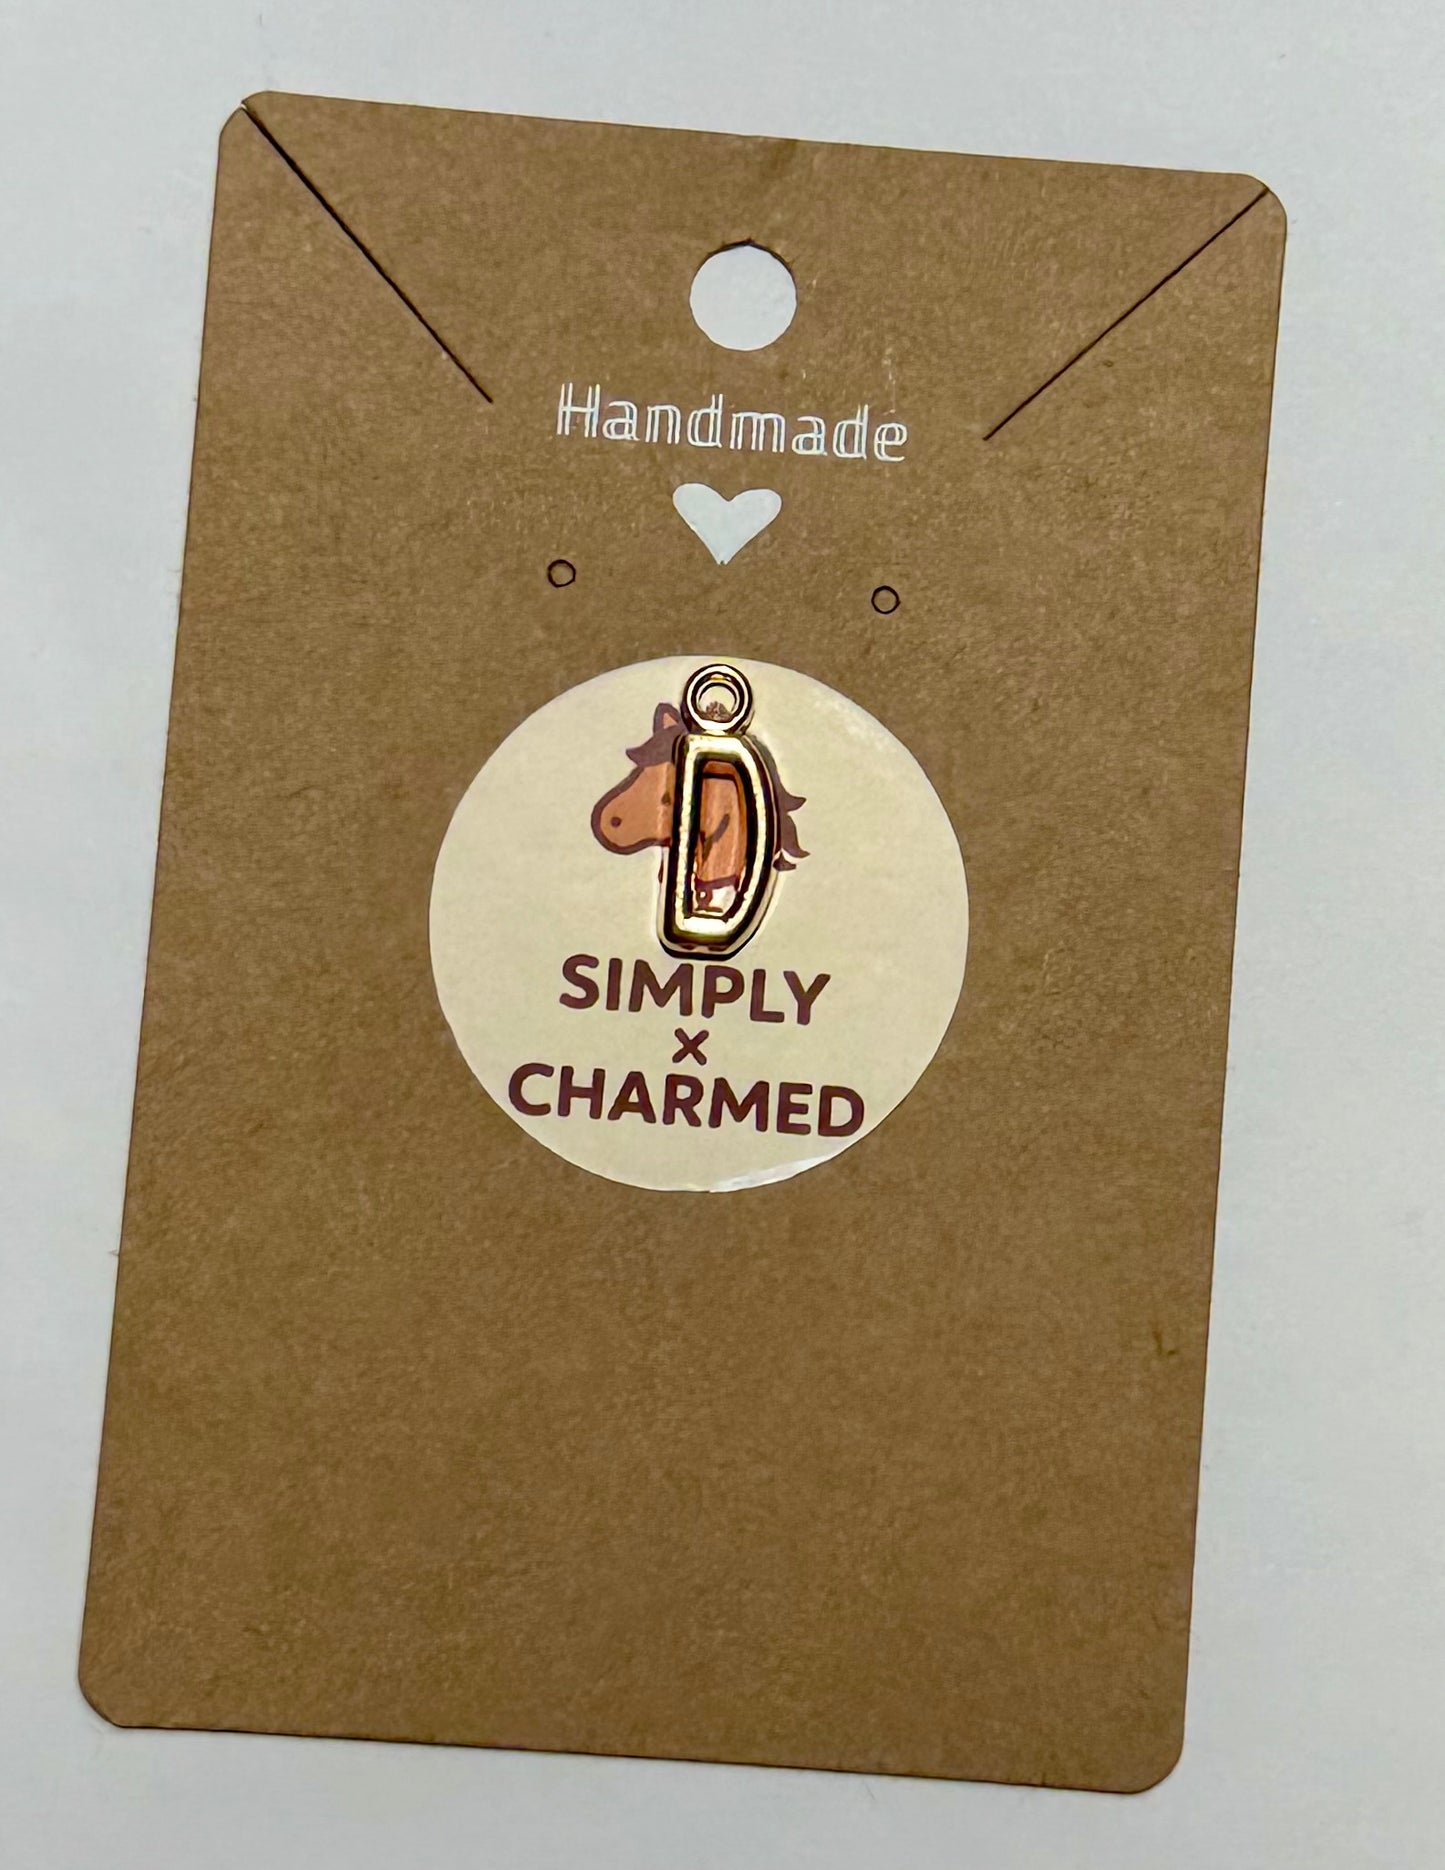 Handmade
D
SIMPLY
×
CHARMED